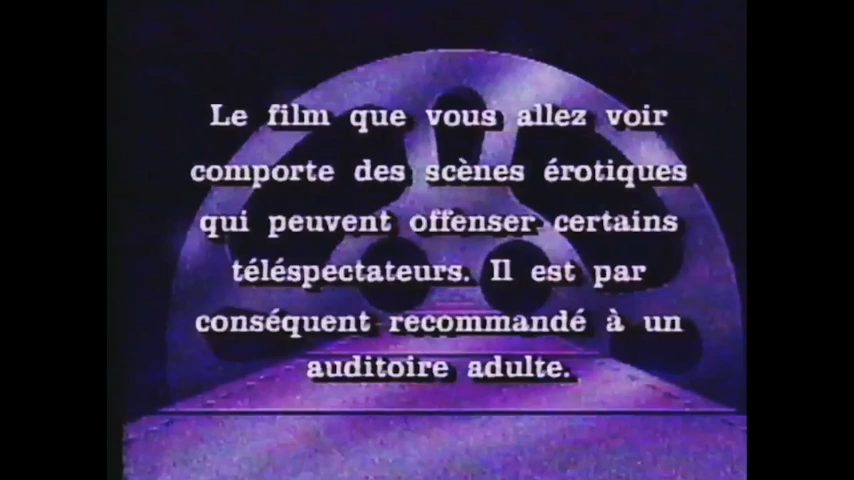 Le film que vous allez voir
comporte des scènes érotiques
qui peuvent offenser certains
téléspectateurs. Il est par
conséquent recommandé à un
auditoire adulte.